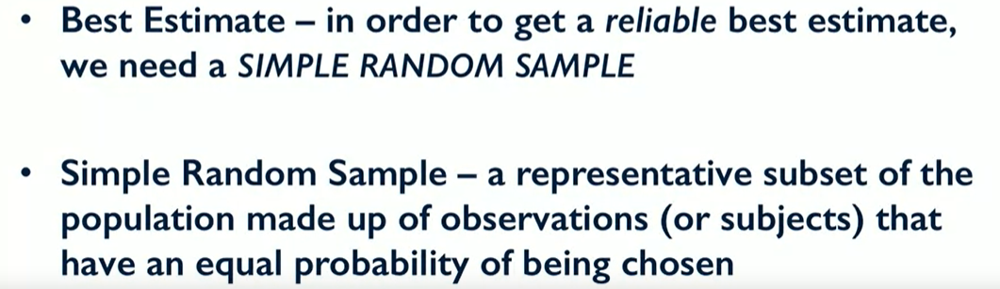 • Best Estimate – in order to get a reliable best estimate,
we need a SIMPLE RANDOM SAMPLE
• Simple Random Sample – a representative subset of the
population made up of observations (or subjects) that
have an equal probability of being chosen